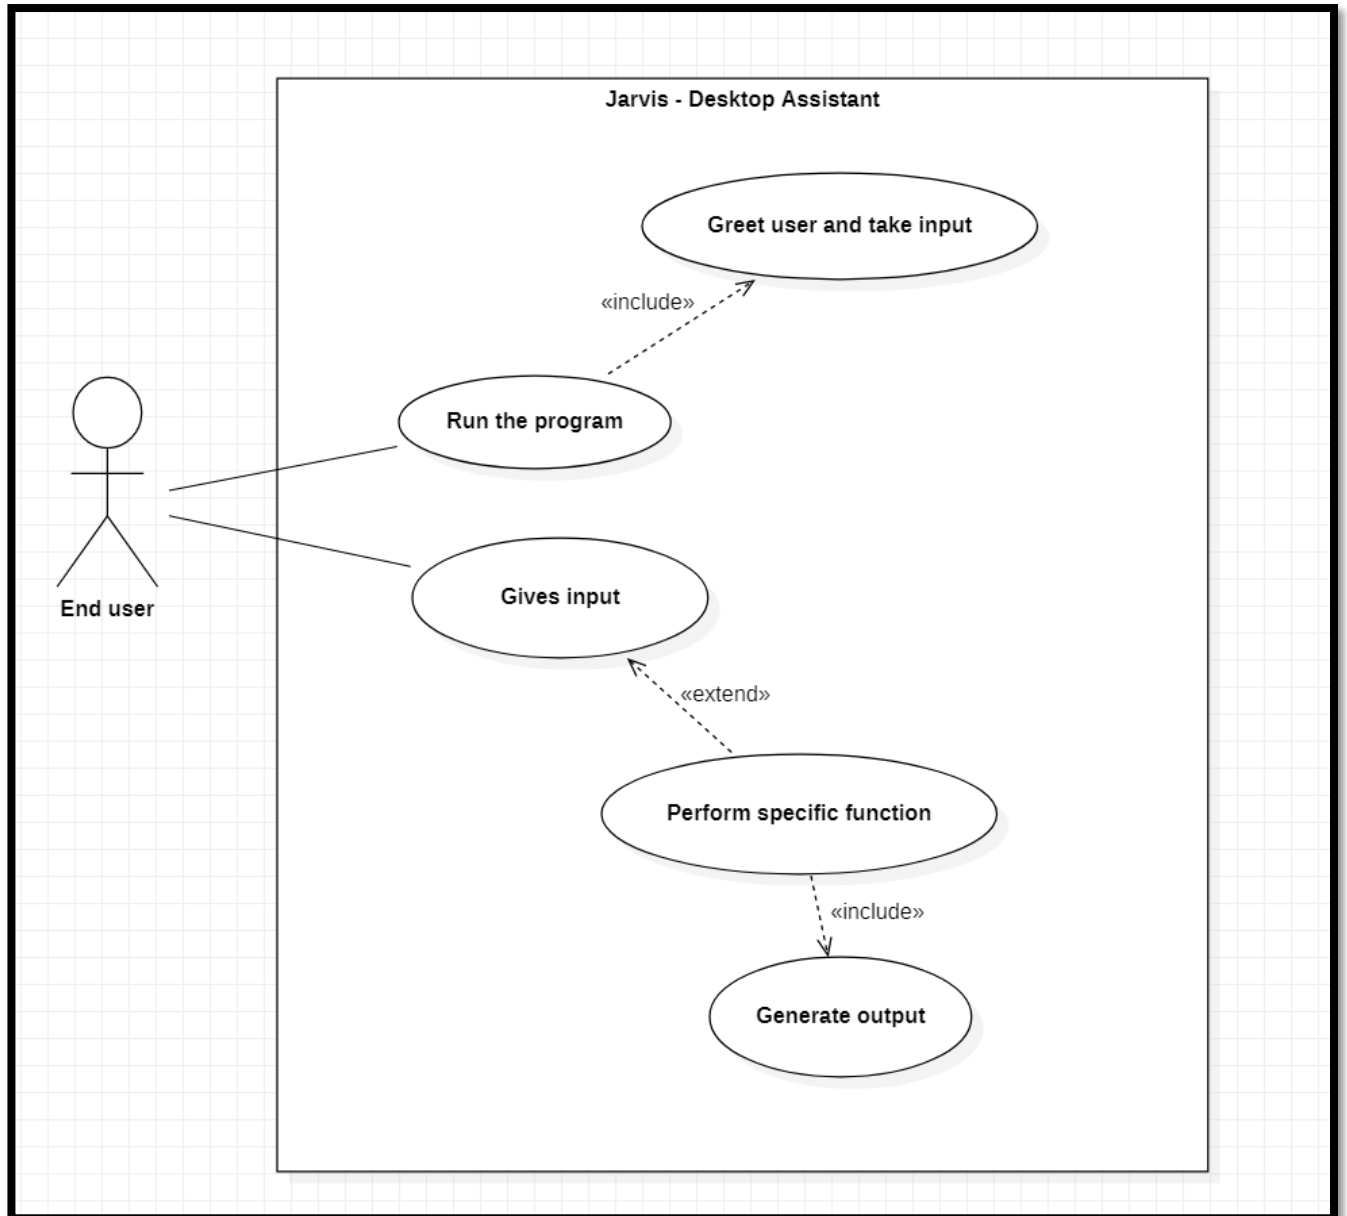 Jarvis - Desktop Assistant
Greet user and take input
«include»
Run the program
End user
Gives input
«extend»
Perform specific function
«include»
Generate output